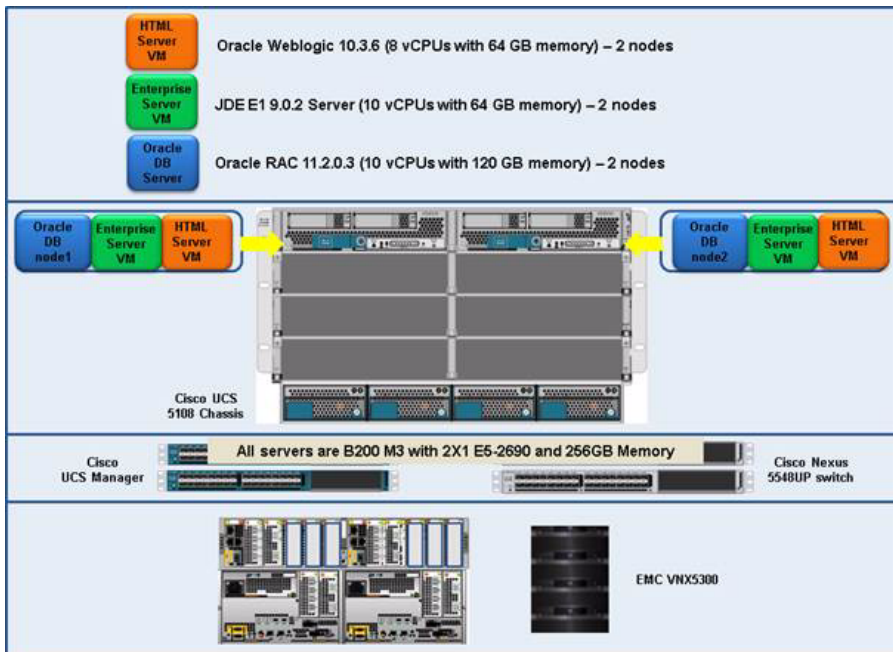 HTML
Server
VM
Oracle Weblogic 10.3.6 (8 vCPUs with 64 GB memory) – 2 nodes
Enterprise
Server
VM
JDE E1 9.0.2 Server (10 vCPUs with 64 GB memory) – 2 nodes
Oracle
DB
Server
Oracle RAC 11.2.0.3 (10 vCPUs with 120 GB memory) – 2 nodes
Oracle
DB
node1
Enterprise
Server
VM
HTML
Server
VM
Oracle
DB
node2
Enterprise
Server
VM
HTML
Server
VM
Cisco UCS
5108 Chassis
All servers are B200 M3 with 2X1 E5-2690 and 256GB Memory
Cisco
UCS Manager
Cisco Nexus
5548UP switch
EMC VNX5300